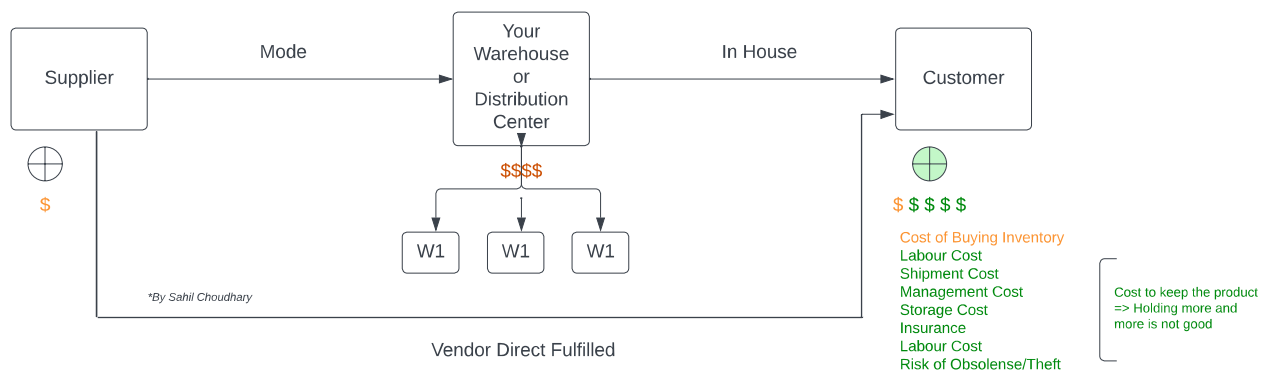 Supplier
Mode
Your
Warehouse
or
Distribution
Center
In House
Customer
$
$$$$
$ $ $ $ $
W1
W1
W1
Cost of Buying Inventory
Labour Cost
Shipment Cost
Management Cost
Storage Cost
Insurance
Labour Cost
Risk of Obsolense/Theft
Cost to keep the product
=> Holding more and
more is not good
*By Sahil Choudhary
Vendor Direct Fulfilled